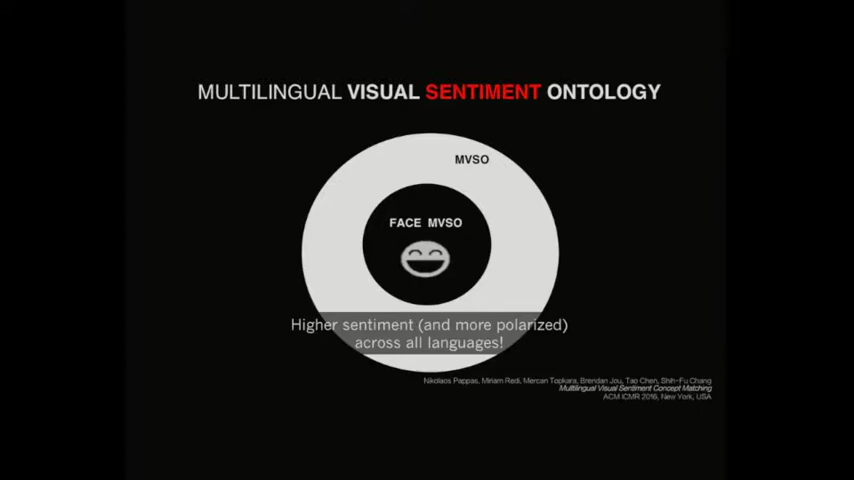 MULTILINGUAL VISUAL SENTIMENT ONTOLOGY
MVSO
FACE MVSO
Higher sentiment (and more polarized)
across all languages!
Nikolaos Pappas, Miriam Redi, Mercan Topkara, Brendan Jou, Tao Chen, Shih-Fu Chang
Multilingual Visual Sentiment Concept Matching
ACM ICMR 2016, New York, USA